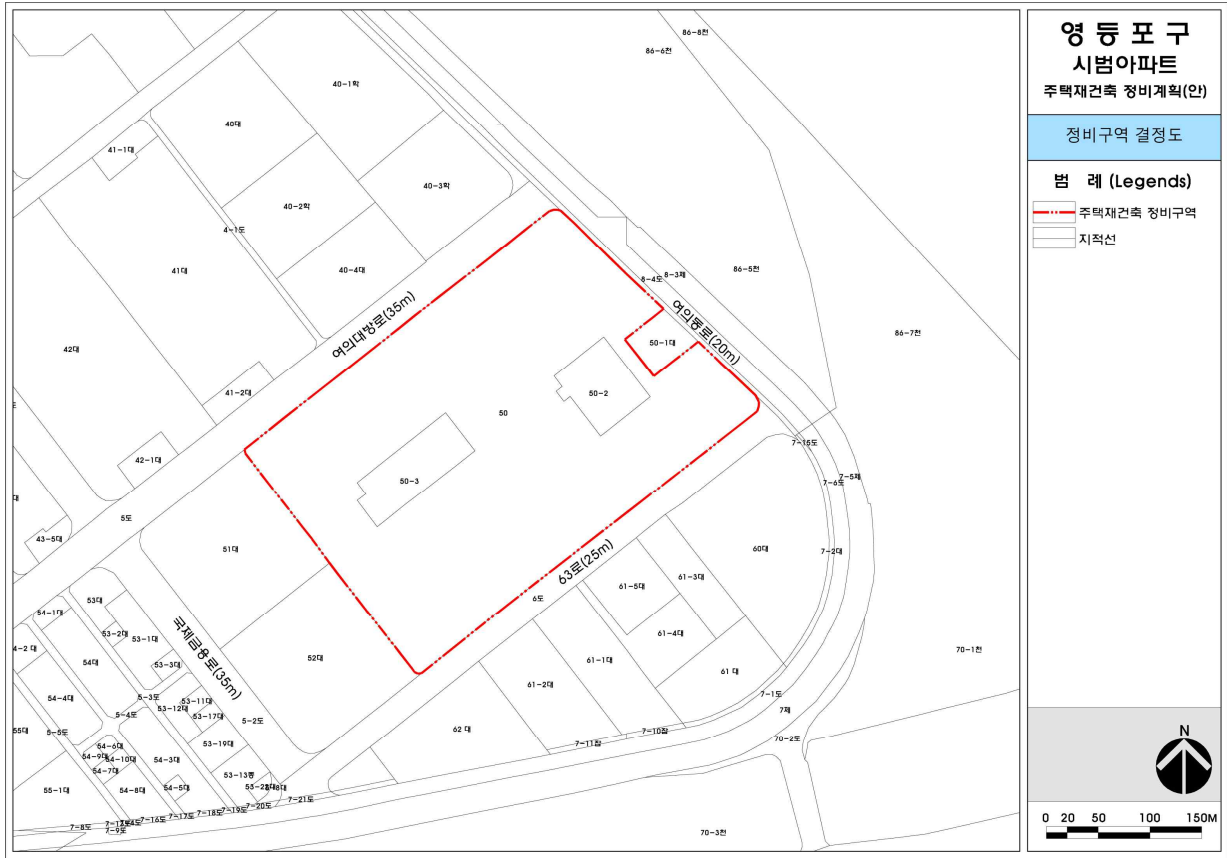 영등포구
시범아파트
주택재건축 정비계획(안)
정비구역 결정도
범 례 (Legends)
주택재건축 정비구역
지적선
N
0 20 50 100 150M
86-8천
86-6천
40-1학
40대
41-1대
40-3학
40-2학
4-1도
40-4대
41대
8-4도
8-3제
86-5천
86-7천
여의대방로(35m)
여의동로(20m)
50-1대
42대
41-2대
50-2
50
42-1대
50-3
7-15도
7-5제
7-6도
5도
43-5대
51대
60대
7-2대
63로(25m)
61-3대
61-5대
6도
53대
54-1대
53-2대
53-1대
61-4대
국제금융로(35m)
54대
53-3대
52대
61-1대
61 대
70-1천
54-4대
5-3도
53-11대
53-12대
53-17대
61-2대
7-1도
5-4도
5-2도
7제
5-5도
62 대
7-10잡
70-2도
54-6대
53-19대
7-11잡
54-9대
54-10대
54-3대
54-7대
53-13종
55-1대
54-8대
54-5대
7-21도
7-20도
7-19도
7-18도
7-17도
7-16도
7-8도
7-9도
70-3천